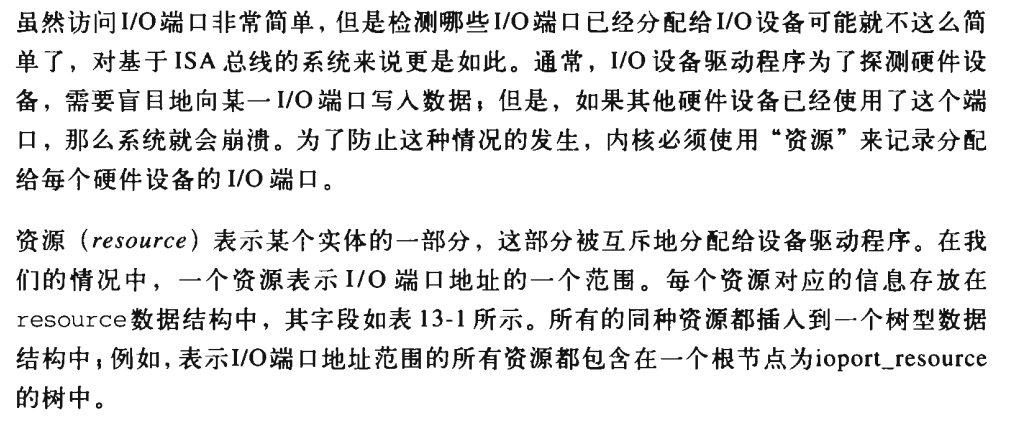 虽然访问I/O端口非常简单，但是检测哪些I/O端口已经分配给I/O设备可能就不这么简
单了，对基于ISA总线的系统来说更是如此。通常，I/O设备驱动程序为了探测硬件设
备，需要盲目地向某一I/O端口写入数据；但是，如果其他硬件设备已经使用了这个端
口，那么系统就会崩溃。为了防止这种情况的发生，内核必须使用“资源”来记录分配
给每个硬件设备的I/O端口。
资源（resource）表示某个实体的一部分，这部分被互斥地分配给设备驱动程序。在我
们的情况中，一个资源表示I/O端口地址的一个范围。每个资源对应的信息存放在
resource数据结构中，其字段如表13-1所示。所有的同种资源都插入到一个树型数据
结构中；例如，表示I/O端口地址范围的所有资源都包含在一个根节点为ioport_resource
的树中。